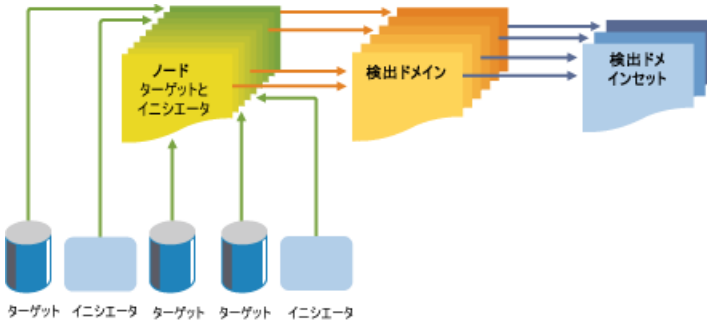 ノード
ターゲットと
イニシエータ
検出ドメイン
検出ドメ
インセット
ターゲット
イニシエータ
ターゲット
ターゲット
イニシエータ